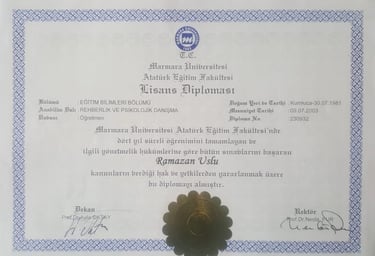 T.C.
Marmara Üniversitesi
Atatürk Eğitim Fakültesi
Lisans Diploması
Bölümü : EĞİTİM BİLİMLERİ BÖLÜMÜ
Anabilim Dalı : REHBERLİK VE PSİKOLOJİK DANIŞMA
Unvanı : Öğretmen
Doğum Yeri ve Tarihi : Kumluca-30.07.1981
Mezuniyet Tarihi : 09.07.2003
Diploma No : 230932
Marmara Üniversitesi Atatürk Eğitim Fakültesi'nde
dört yıl süreli öğrenimini tamamlayan ve
ilgili yönetmelik hükümlerine göre bütün sınavlarını başaran
Ramazan Uslu
kanunların verdiği hak ve yetkilerden yararlanmak üzere
bu diplomayı almıştır.
Dekan
Rektör